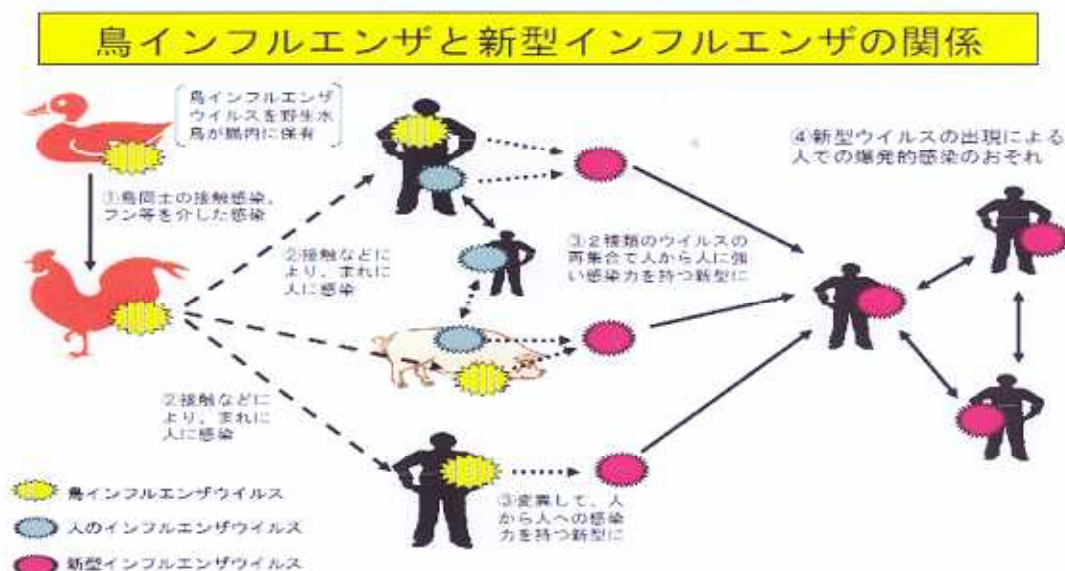 鳥インフルエンザと新型インフルエンザの関係
鳥インフルエンザ
ウイルスを野生水
鳥が腸内に保有
①鳥同士の接触感染、
フン等を介した感染
②接触などに
より、まれに
人に感染
③2種類のウイルスの
再集合で人から人に強
い感染力を持つ新型に
④新型ウイルスの出現による
人での爆発的感染のおそれ
②接触などに
より、まれに
人に感染
③変異して、人
から人への感染
力を持つ新型に
鳥インフルエンザウイルス
人のインフルエンザウイルス
新型インフルエンザウイルス